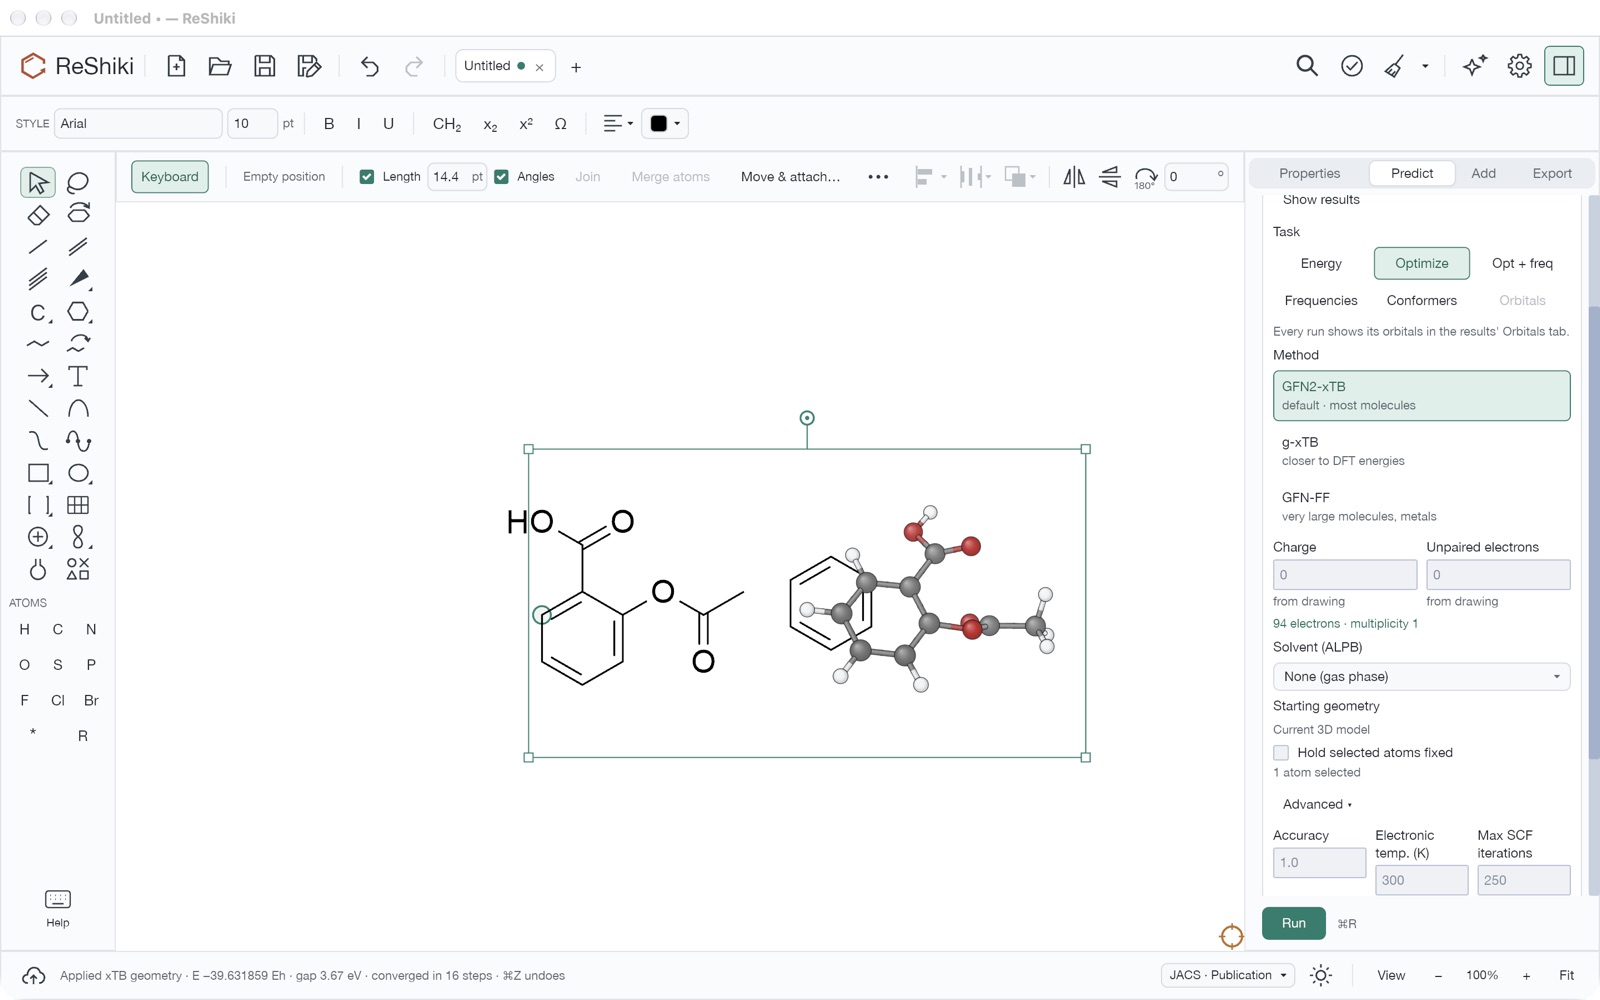 Untitled • — ReShiki
ReShiki
Untitled
STYLE Arial 10 pt B I U CH₂ x₂ x² Ω
Keyboard Empty position Length 14.4 pt Angles Join Merge atoms Move & attach... 180° 0 °
Properties Predict Add Export
Show results
Task
Energy Optimize Opt + freq
Frequencies Conformers Orbitals
Every run shows its orbitals in the results' Orbitals tab.
Method
GFN2-xTB
default · most molecules
g-xTB
closer to DFT energies
GFN-FF
very large molecules, metals
Charge Unpaired electrons
0 0
from drawing from drawing
94 electrons · multiplicity 1
Solvent (ALPB)
None (gas phase)
Starting geometry
Current 3D model
Hold selected atoms fixed
1 atom selected
Advanced
Accuracy Electronic temp. (K) Max SCF iterations
1.0 300 250
Run ⌘R
C
T
ATOMS
H C N
O S P
F Cl Br
* R
Help
HO O
O
O
Applied xTB geometry · E −39.631859 Eh · gap 3.67 eV · converged in 16 steps · ⌘Z undoes
JACS · Publication View − 100% + Fit